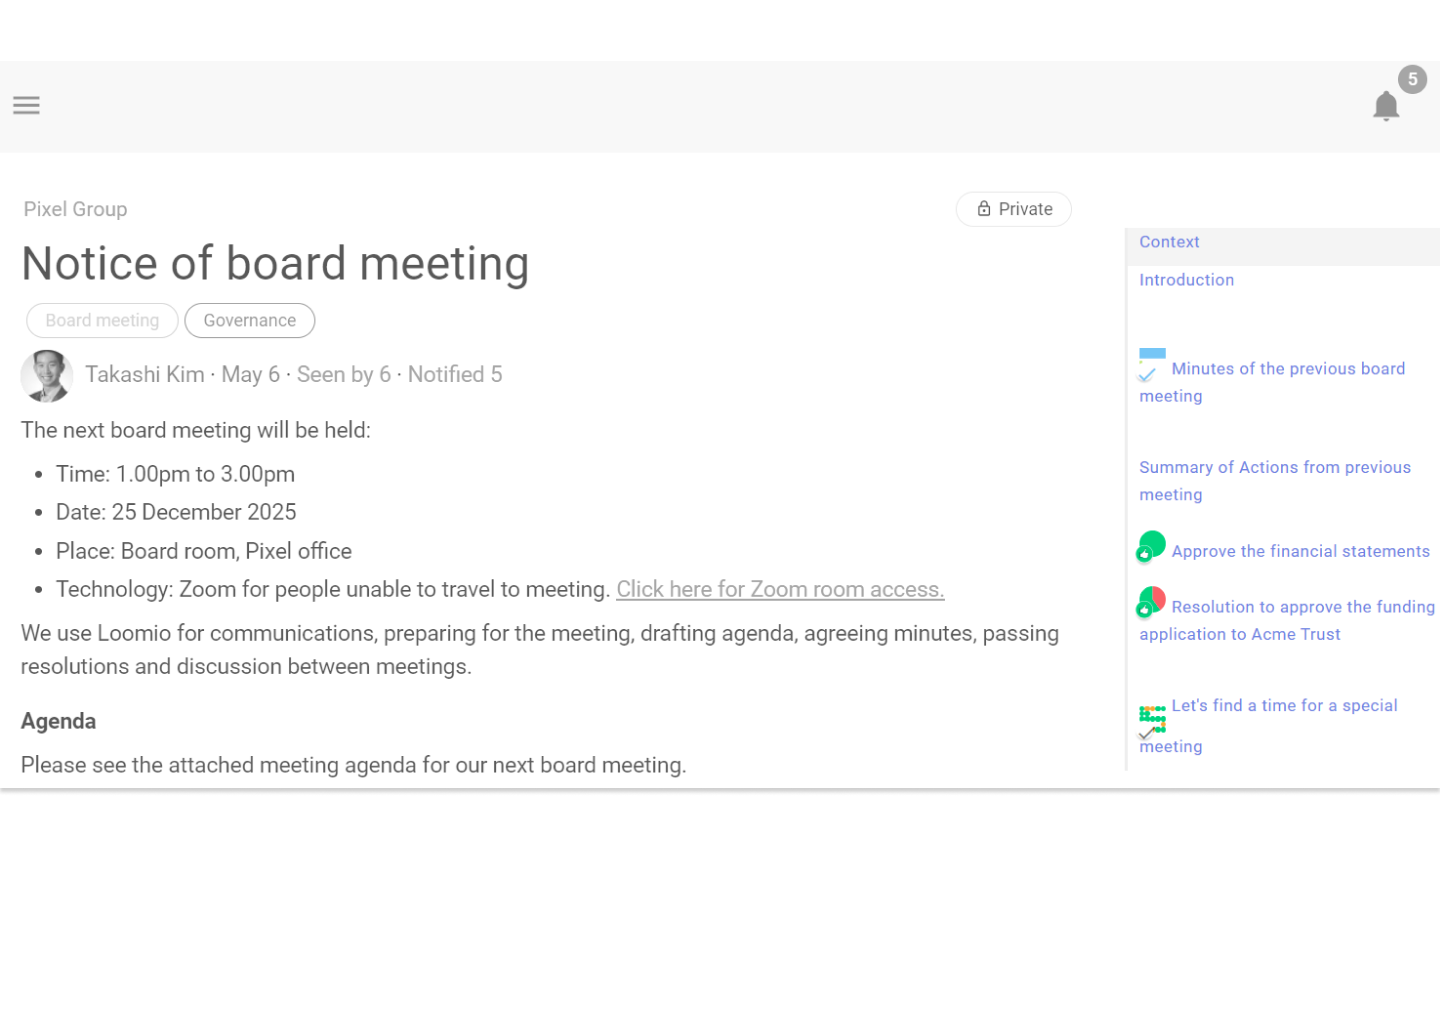 5
Pixel Group
Private
Notice of board meeting
Board meeting
Governance
Takashi Kim · May 6 · Seen by 6 · Notified 5
The next board meeting will be held:
• Time: 1.00pm to 3.00pm
• Date: 25 December 2025
• Place: Board room, Pixel office
• Technology: Zoom for people unable to travel to meeting. Click here for Zoom room access.
We use Loomio for communications, preparing for the meeting, drafting agenda, agreeing minutes, passing
resolutions and discussion between meetings.
Agenda
Please see the attached meeting agenda for our next board meeting.
Context
Introduction
Minutes of the previous board
meeting
Summary of Actions from previous
meeting
Approve the financial statements
Resolution to approve the funding
application to Acme Trust
Let's find a time for a special
meeting